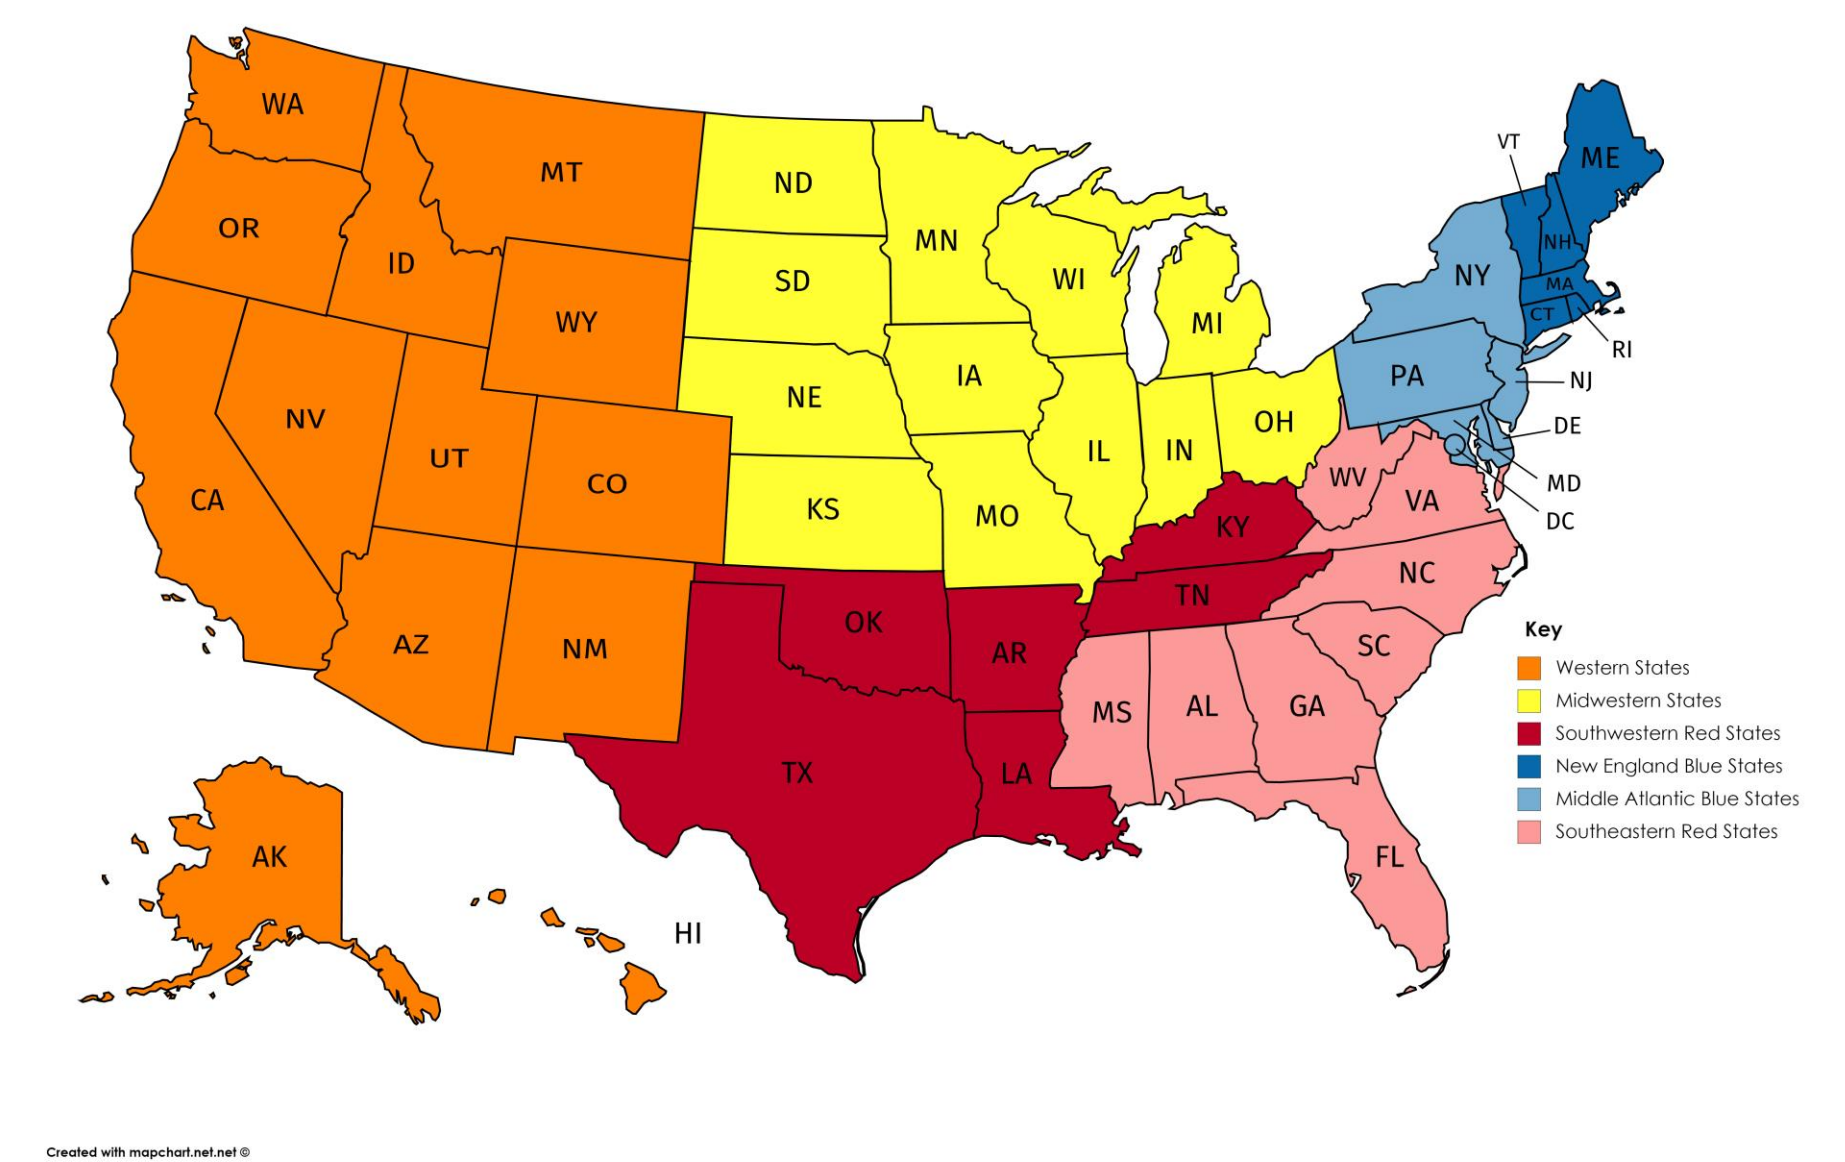 WA
MT
ND
MN
VT
ME
OR
ID
SD
WI
NY
NH
MA
CT
RI
WY
MI
NE
IA
PA
NJ
NV
UT
CO
IL
IN
OH
DE
CA
KS
MO
KY
WV
VA
MD
DC
AZ
NM
OK
AR
TN
NC
SC
MS
AL
GA
TX
LA
FL
AK
HI
Key
Western States
Midwestern States
Southwestern Red States
New England Blue States
Middle Atlantic Blue States
Southeastern Red States
Created with mapchart.net.net ©